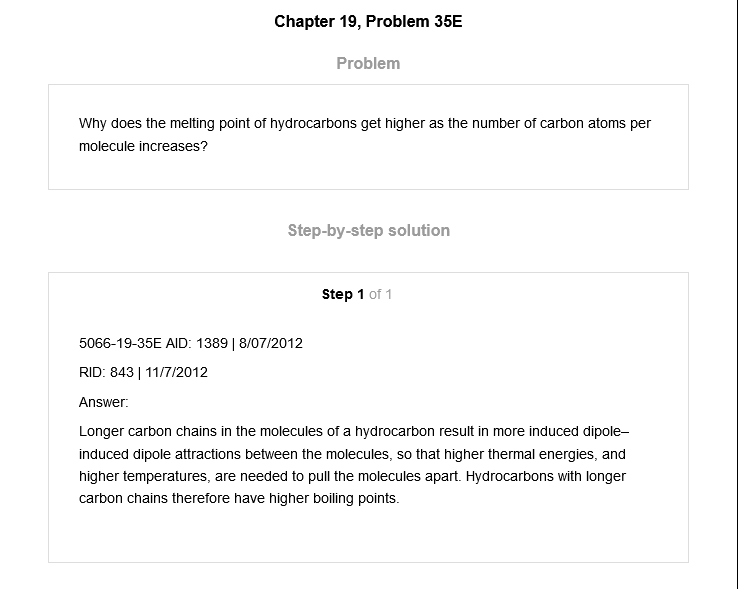 Chapter 19, Problem 35E
Problem
Why does the melting point of hydrocarbons get higher as the number of carbon atoms per
molecule increases?
Step-by-step solution
Step 1 of 1
5066-19-35E AID: 1389 | 8/07/2012
RID: 843 | 11/7/2012
Answer:
Longer carbon chains in the molecules of a hydrocarbon result in more induced dipole–
induced dipole attractions between the molecules, so that higher thermal energies, and
higher temperatures, are needed to pull the molecules apart. Hydrocarbons with longer
carbon chains therefore have higher boiling points.